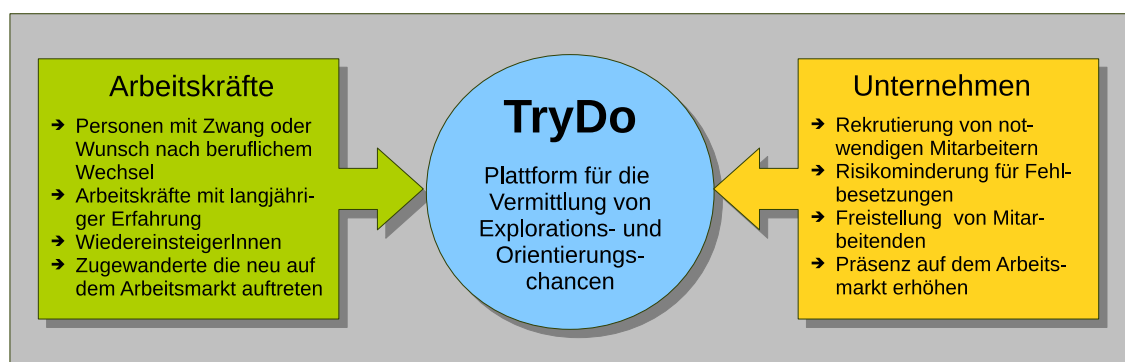 Arbeitskräfte
➔ Personen mit Zwang oder
Wunsch nach beruflichem
Wechsel
➔ Arbeitskräfte mit langjähri-
ger Erfahrung
➔ WiedereinsteigerInnen
➔ Zugewanderte die neu auf
dem Arbeitsmarkt auftreten
TryDo
Plattform für die
Vermittlung von
Explorations- und
Orientierungs-
chancen
Unternehmen
➔ Rekrutierung von not-
wendigen Mitarbeitern
➔ Risikominderung für Fehl-
besetzungen
➔ Freistellung  von Mitar-
beitenden
➔ Präsenz auf dem Arbeits-
markt erhöhen